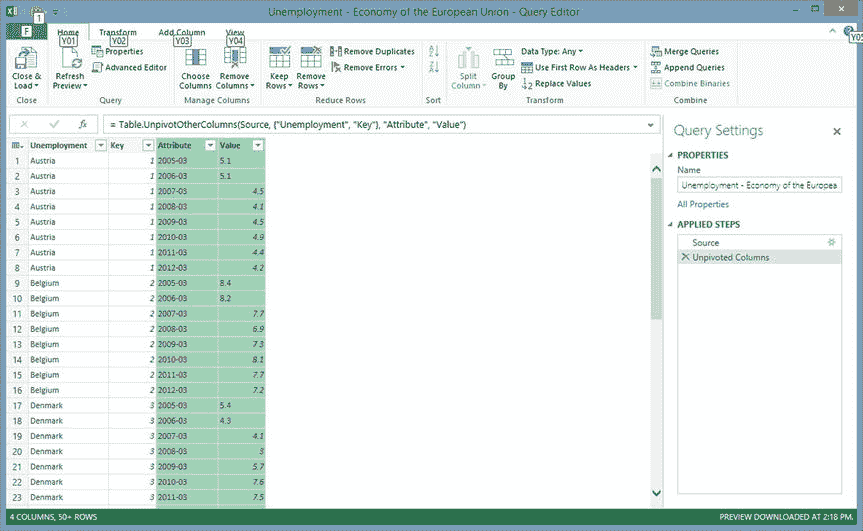 Unemployment - Economy of the European Union - Query Editor
1
F Home Transform Add Column View
Y01 Y02 Y03 Y04 Y05
Close & Load
Refresh Preview
Properties
Advanced Editor
Choose Columns
Remove Columns
Keep Rows
Remove Rows
Remove Duplicates
Remove Errors
Split Column
Group By
Data Type: Any
Use First Row As Headers
Replace Values
Merge Queries
Append Queries
Combine Binaries
Close Query Manage Columns Reduce Rows Sort Transform Combine
fx = Table.UnpivotOtherColumns(Source, {"Unemployment", "Key"}, "Attribute", "Value")
Unemployment Key Attribute Value
1 Austria 1 2005-03 5.1
2 Austria 1 2006-03 5.1
3 Austria 1 2007-03 4.5
4 Austria 1 2008-03 4.1
5 Austria 1 2009-03 4.5
6 Austria 1 2010-03 4.9
7 Austria 1 2011-03 4.4
8 Austria 1 2012-03 4.2
9 Belgium 2 2005-03 8.4
10 Belgium 2 2006-03 8.2
11 Belgium 2 2007-03 7.7
12 Belgium 2 2008-03 6.9
13 Belgium 2 2009-03 7.3
14 Belgium 2 2010-03 8.1
15 Belgium 2 2011-03 7.7
16 Belgium 2 2012-03 7.2
17 Denmark 3 2005-03 5.4
18 Denmark 3 2006-03 4.3
19 Denmark 3 2007-03 4.1
20 Denmark 3 2008-03 3
21 Denmark 3 2009-03 5.7
22 Denmark 3 2010-03 7.6
23 Denmark 3 2011-03 7.5
Query Settings
PROPERTIES
Name
Unemployment - Economy of the Europea
All Properties
APPLIED STEPS
Source
Unpivoted Columns
4 COLUMNS, 50+ ROWS
PREVIEW DOWNLOADED AT 2:18 PM.